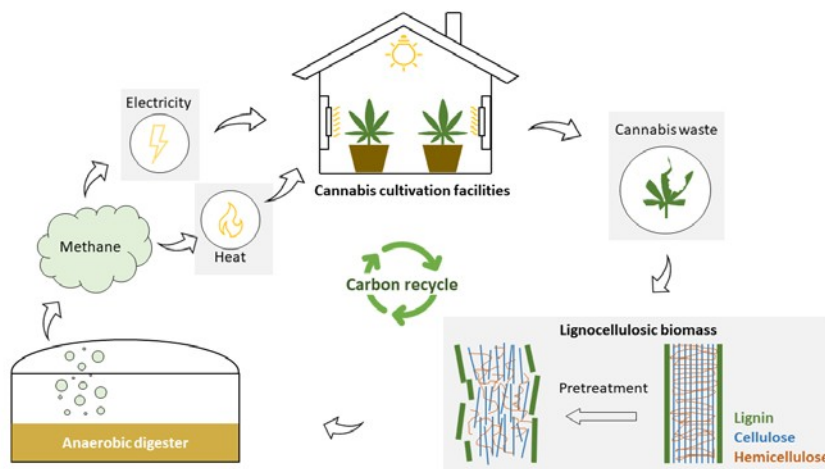 Electricity
Cannabis cultivation facilities
Cannabis waste
Methane
Heat
Carbon recycle
Lignocellulosic biomass
Pretreatment
Lignin
Cellulose
Hemicellulose
Anaerobic digester